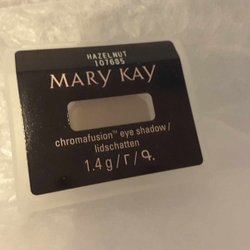 HAZELNUT
107685
MARY KAY
chromafusion™ eye shadow/
lidschatten
1.4 g/г/գ.